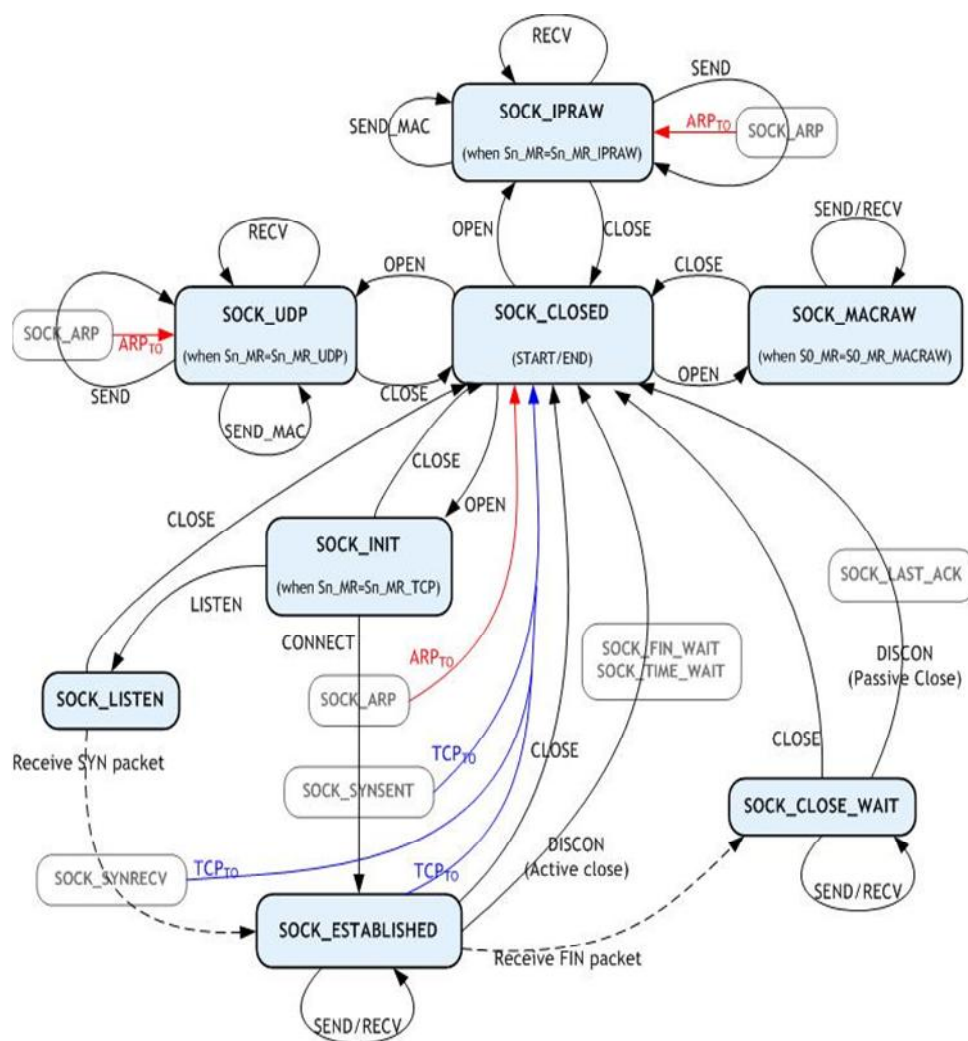 RECV
SEND
SOCK_IPRAW
(when Sn_MR=Sn_MR_IPRAW)
SEND_MAC
ARPTO
SOCK_ARP
OPEN
CLOSE
SEND/RECV
RECV
OPEN
CLOSE
SOCK_UDP
(when Sn_MR=Sn_MR_UDP)
SOCK_CLOSED
(START/END)
SOCK_MACRAW
(when S0_MR=S0_MR_MACRAW)
SOCK_ARP
ARPTO
SEND
CLOSE
OPEN
SEND_MAC
CLOSE
OPEN
CLOSE
SOCK_INIT
(when Sn_MR=Sn_MR_TCP)
SOCK_LAST_ACK
LISTEN
CONNECT
ARPTO
SOCK_FIN_WAIT
SOCK_TIME_WAIT
DISCON
(Passive Close)
SOCK_LISTEN
SOCK_ARP
Receive SYN packet
TCPTO
CLOSE
CLOSE
SOCK_SYNSENT
SOCK_CLOSE_WAIT
SOCK_SYNRECV
TCPTO
TCPTO
DISCON
(Active close)
SEND/RECV
SOCK_ESTABLISHED
Receive FIN packet
SEND/RECV